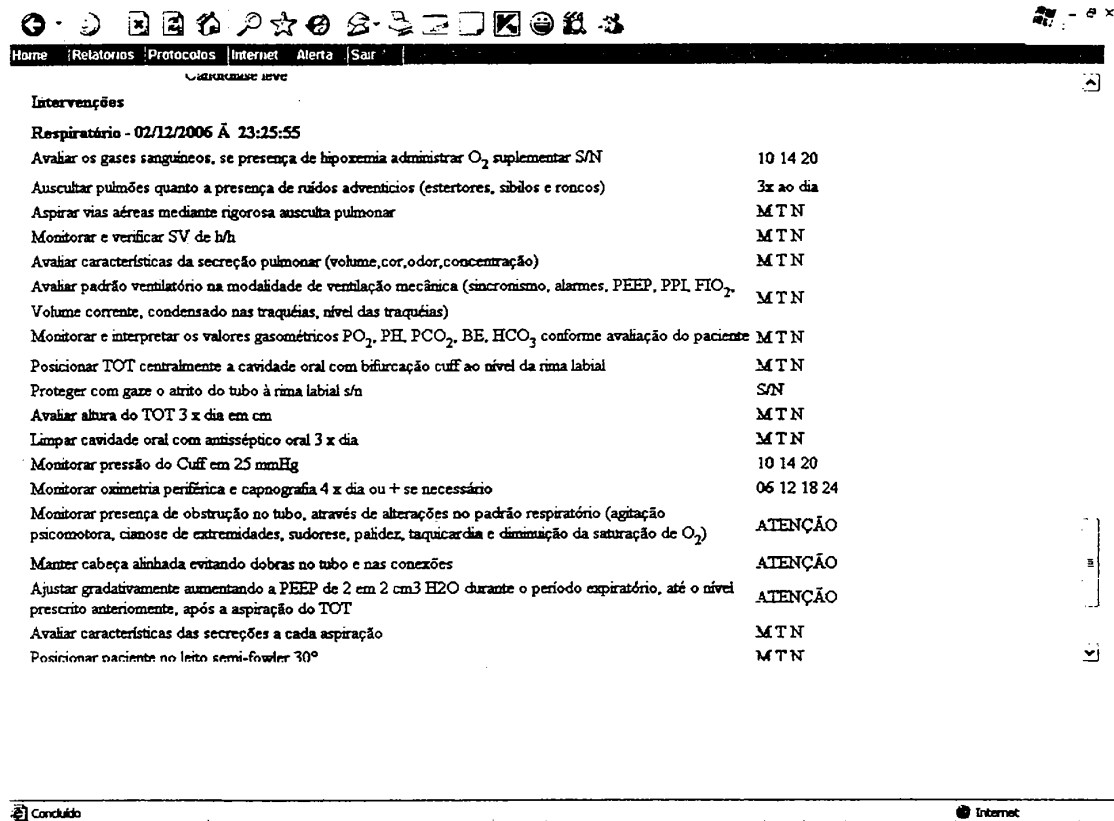 Home Relatorios Protocolos Internet Alerta Sair
leve
Intervenções
Respiratório - 02/12/2006 Ã 23:25:55
Avaliar os gases sanguíneos, se presença de hipoxemia administrar O₂ suplementar S/N 10 14 20
Auscultar pulmões quanto a presença de ruídos adventicios (estertores, sibilos e roncos) 3x ao dia
Aspirar vias aéreas mediante rigorosa ausculta pulmonar M T N
Monitorar e verificar SV de h/h M T N
Avaliar características da secreção pulmonar (volume,cor,odor,concentração) M T N
Avaliar padrão ventilatório na modalidade de ventilação mecânica (sincronismo, alarmes, PEEP, PPI, FIO₂,
Volume corrente, condensado nas traquéias, nível das traquéias) M T N
Monitorar e interpretar os valores gasométricos PO₂, PH, PCO₂, BE, HCO₃ conforme avaliação do paciente M T N
Posicionar TOT centralmente a cavidade oral com bifurcação cuff ao nível da rima labial M T N
Proteger com gaze o atrito do tubo à rima labial s/n S/N
Avaliar altura do TOT 3 x dia em cm M T N
Limpar cavidade oral com antisséptico oral 3 x dia M T N
Monitorar pressão do Cuff em 25 mmHg 10 14 20
Monitorar oximetria periférica e capnografia 4 x dia ou + se necessário 06 12 18 24
Monitorar presença de obstrução no tubo, através de alterações no padrão respiratório (agitação
psicomotora, cianose de extremidades, sudorese, palidez, taquicardia e diminuição da saturação de O₂) ATENÇÃO
Manter cabeça alinhada evitando dobras no tubo e nas conexões ATENÇÃO
Ajustar gradativamente aumentando a PEEP de 2 em 2 cm3 H2O durante o período expiratório, até o nível
prescrito anteriomente, após a aspiração do TOT ATENÇÃO
Avaliar características das secreções a cada aspiração M T N
Posicionar paciente no leito semi-fowler 30° M T N
Concluído Internet